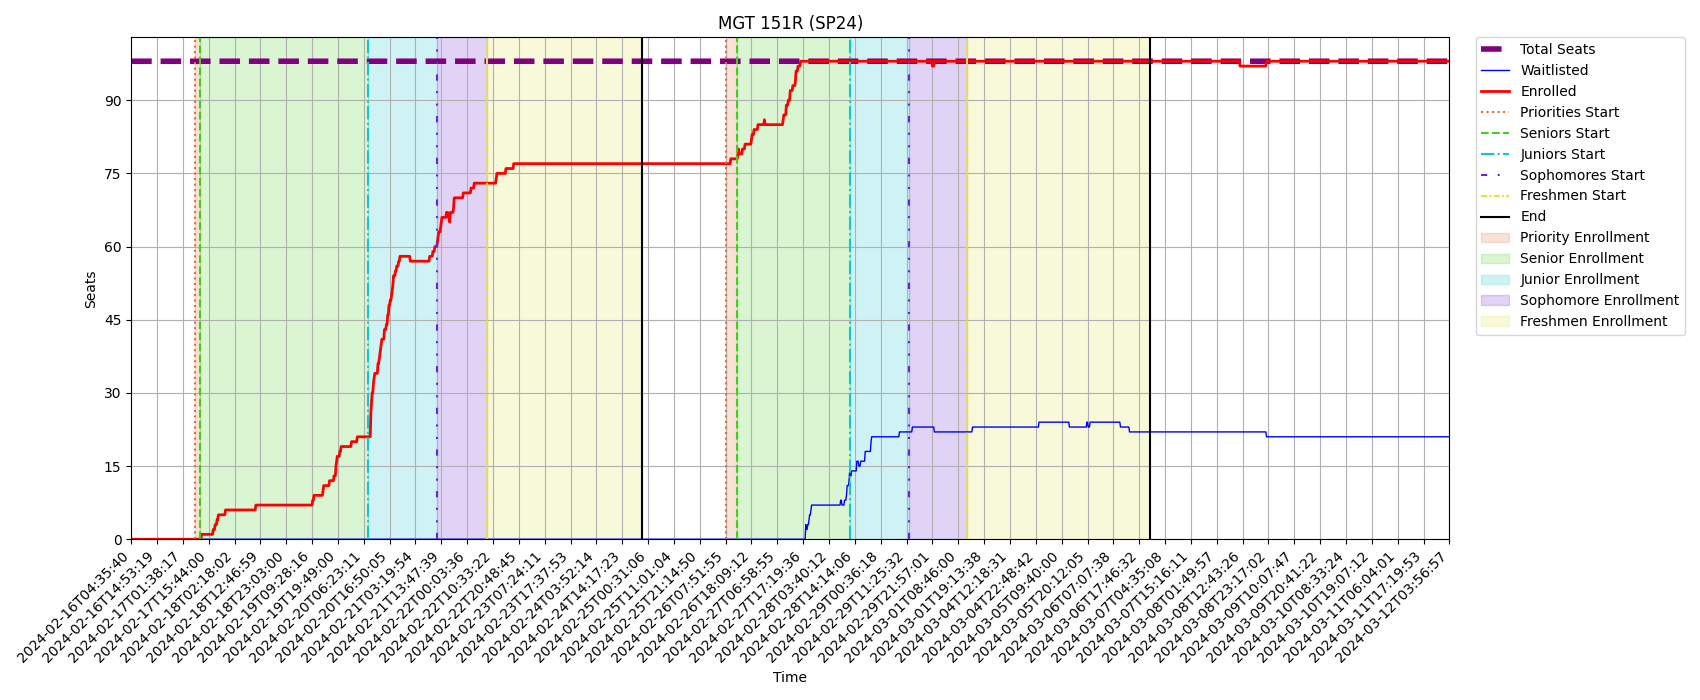 MGT 151R (SP24)
Seats
90
75
60
45
30
15
0
2024-02-16T04:35:40
2024-02-16T14:53:19
2024-02-17T01:38:17
2024-02-17T15:44:00
2024-02-18T02:18:02
2024-02-18T12:46:59
2024-02-18T23:03:00
2024-02-19T09:28:16
2024-02-19T19:49:00
2024-02-20T06:23:11
2024-02-20T16:50:05
2024-02-21T03:19:54
2024-02-21T13:47:39
2024-02-22T00:03:36
2024-02-22T10:33:22
2024-02-22T20:48:45
2024-02-23T07:24:11
2024-02-23T17:37:53
2024-02-24T03:52:14
2024-02-24T14:17:23
2024-02-25T00:31:06
2024-02-25T11:01:04
2024-02-25T21:14:50
2024-02-26T07:51:55
2024-02-26T18:09:12
2024-02-27T06:58:55
2024-02-27T17:19:36
2024-02-28T03:40:12
2024-02-28T14:14:06
2024-02-29T00:36:18
2024-02-29T11:25:32
2024-02-29T21:57:01
2024-03-01T08:46:00
2024-03-01T19:13:38
2024-03-04T12:18:31
2024-03-04T22:48:42
2024-03-05T09:40:00
2024-03-05T20:12:05
2024-03-06T07:07:38
2024-03-06T17:46:32
2024-03-07T04:35:08
2024-03-07T15:16:11
2024-03-08T01:49:57
2024-03-08T12:43:26
2024-03-08T23:17:02
2024-03-09T10:07:47
2024-03-09T20:41:22
2024-03-10T08:33:24
2024-03-10T19:07:12
2024-03-11T06:04:01
2024-03-11T17:19:53
2024-03-12T03:56:57
Time
Total Seats
Waitlisted
Enrolled
Priorities Start
Seniors Start
Juniors Start
Sophomores Start
Freshmen Start
End
Priority Enrollment
Senior Enrollment
Junior Enrollment
Sophomore Enrollment
Freshmen Enrollment